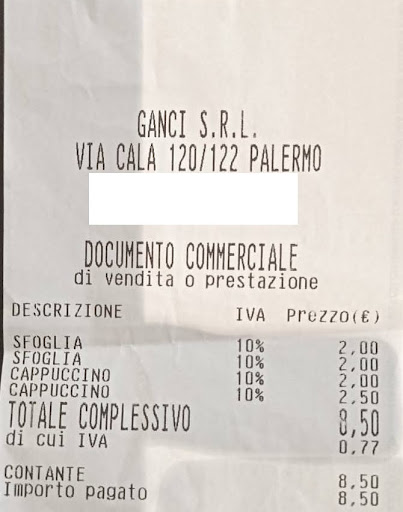 GANCI S.R.L.
VIA CALA 120/122 PALERMO
DOCUMENTO COMMERCIALE
di vendita o prestazione
DESCRIZIONE IVA Prezzo(€)
SFOGLIA 10% 2,00
SFOGLIA 10% 2,00
CAPPUCCINO 10% 2,00
CAPPUCCINO 10% 2,50
TOTALE COMPLESSIVO 8,50
di cui IVA 0,77
CONTANTE 8,50
Importo pagato 8,50